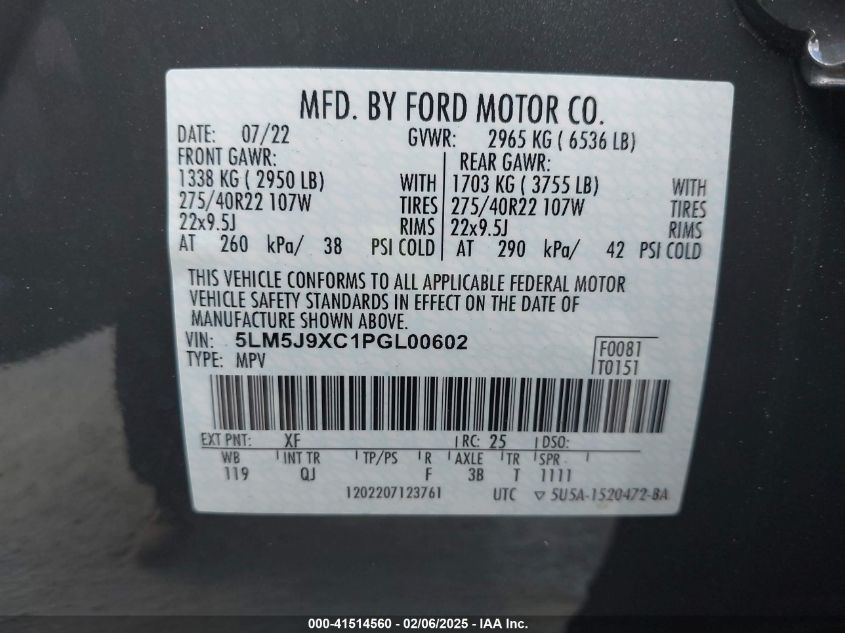 MFD. BY FORD MOTOR CO.
DATE: 07/22 GVWR: 2965 KG ( 6536 LB)
FRONT GAWR: REAR GAWR:
1338 KG ( 2950 LB) WITH 1703 KG ( 3755 LB) WITH
275/40R22 107W TIRES 275/40R22 107W TIRES
22x9.5J RIMS 22x9.5J RIMS
AT 260 kPa/ 38 PSI COLD AT 290 kPa/ 42 PSI COLD
THIS VEHICLE CONFORMS TO ALL APPLICABLE FEDERAL MOTOR
VEHICLE SAFETY STANDARDS IN EFFECT ON THE DATE OF
MANUFACTURE SHOWN ABOVE.
VIN: 5LM5J9XC1PGL00602
TYPE: MPV
F0081
T0151
EXT PNT: XF RC: 25 DSO:
WB INT TR TP/PS R AXLE TR SPR
119 QJ F 3B T 1111
1202207123761 UTC ▽ 5U5A-1520472-BA
000-41514560 - 02/06/2025 - IAA Inc.